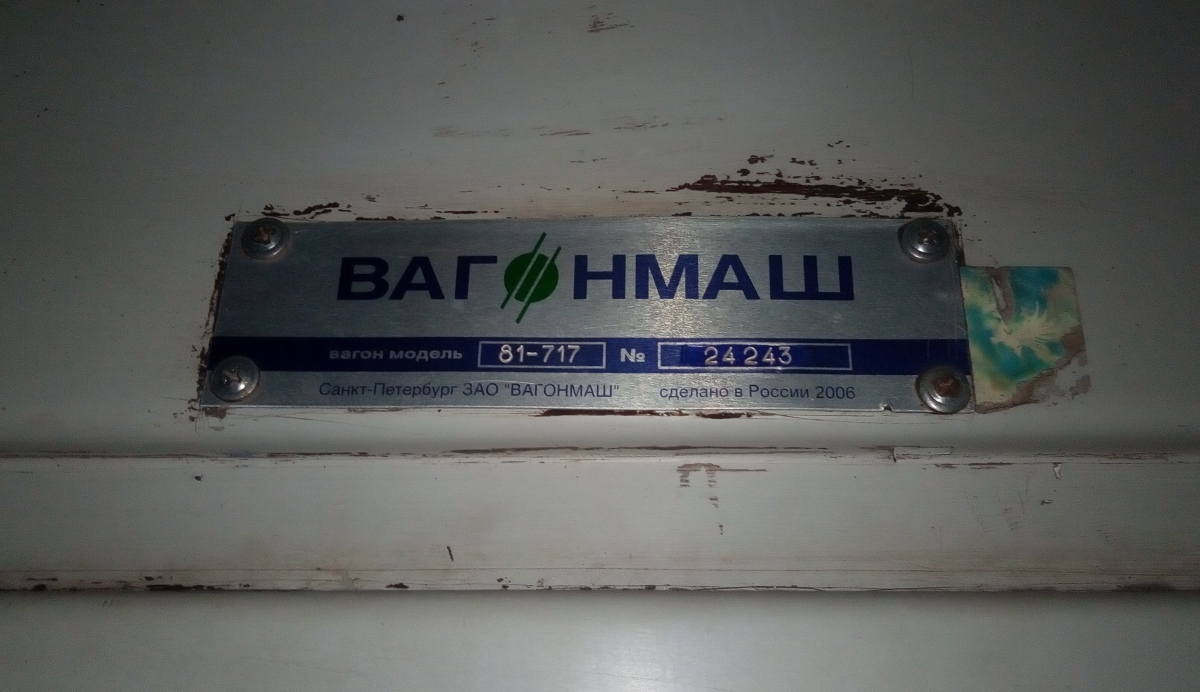 ВАГОНМАШ
вагон модель 81-717 № 24243
Санкт-Петербург ЗАО "ВАГОНМАШ" сделано в России 2006